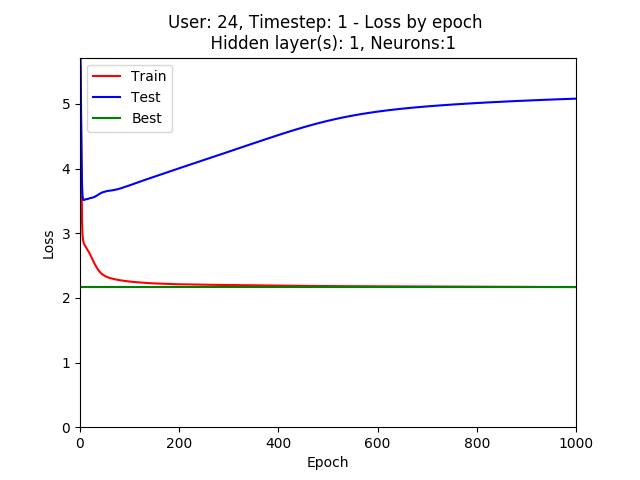 User: 24, Timestep: 1 - Loss by epoch
Hidden layer(s): 1, Neurons:1
Train
Test
Best
5
4
3
2
1
0
Loss
0 200 400 600 800 1000
Epoch